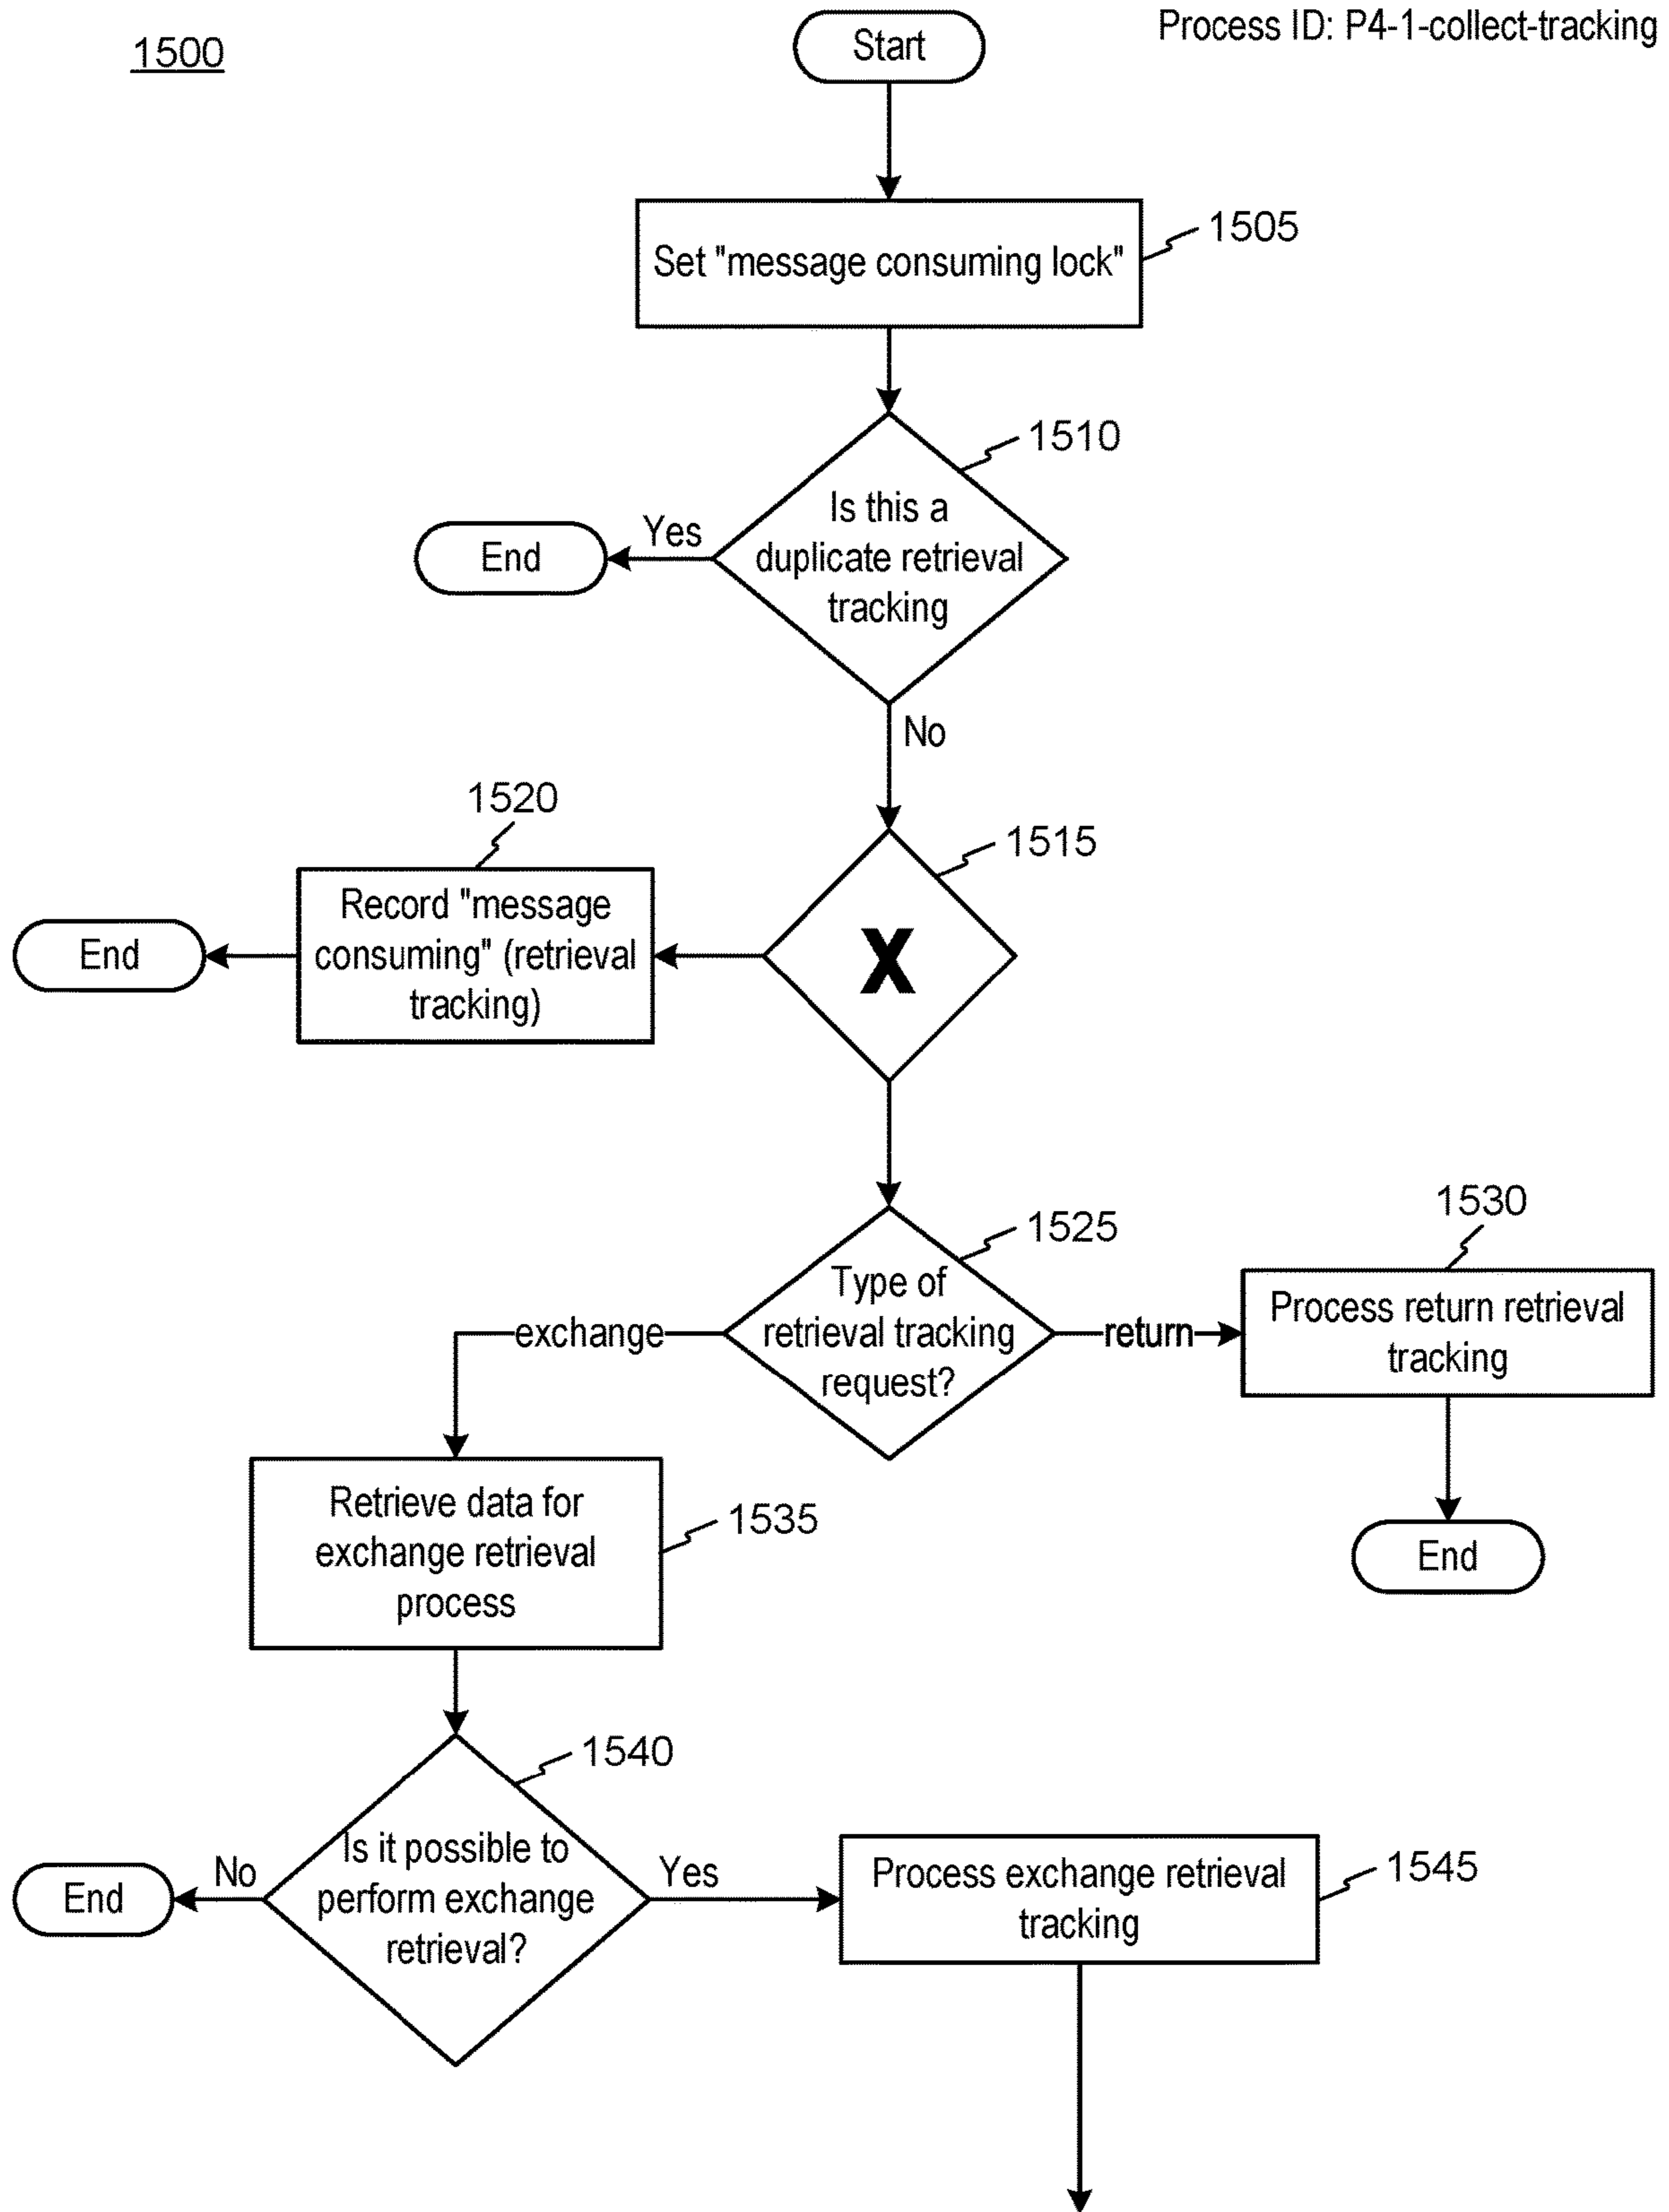 1500
Start
Process ID: P4-1-collect-tracking
Set "message consuming lock"
1505
1510
Is this a
duplicate retrieval
tracking
Yes
End
No
1520
1515
Record "message
consuming" (retrieval
tracking)
End
X
1525
Type of
retrieval tracking
request?
exchange
return
1530
Process return retrieval
tracking
End
Retrieve data for
exchange retrieval
process
1535
1540
Is it possible to
perform exchange
retrieval?
No
End
Yes
Process exchange retrieval
tracking
1545